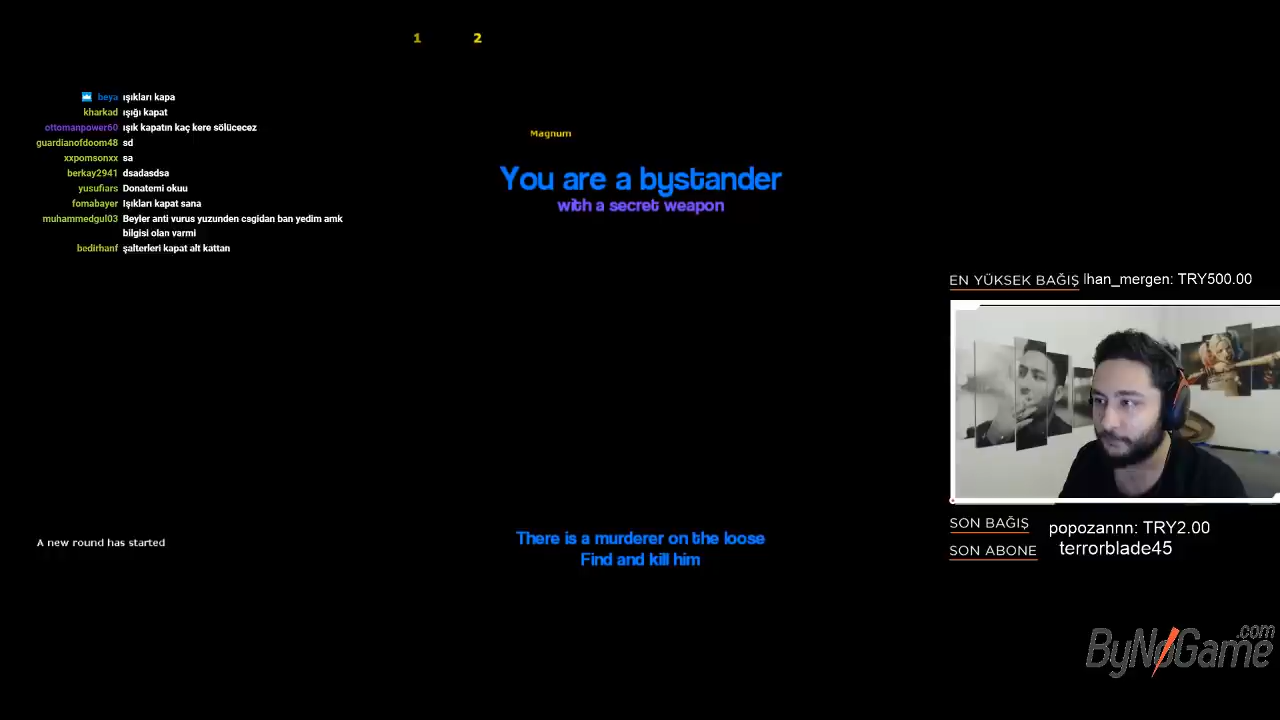 1 2
beya ışıkları kapa
kharkad ışığı kapat
ottomanpower60 ışık kapatın kaç kere sölücecez
guardianofdoom48 sd
xxpomsonxx sa
berkay2941 dsadasdsa
yusufiars Donatemi okuu
fomabayer Işıkları kapat sana
muhammedgul03 Beyler anti vurus yuzunden csgidan ban yedim amk
bilgisi olan varmi
bedirhanf şalterleri kapat alt kattan
Magnum
You are a bystander
with a secret weapon
EN YÜKSEK BAĞIŞ lhan_mergen: TRY500.00
SON BAĞIŞ popozannn: TRY2.00
SON ABONE terrorblade45
A new round has started
There is a murderer on the loose
Find and kill him
ByNoGame.com